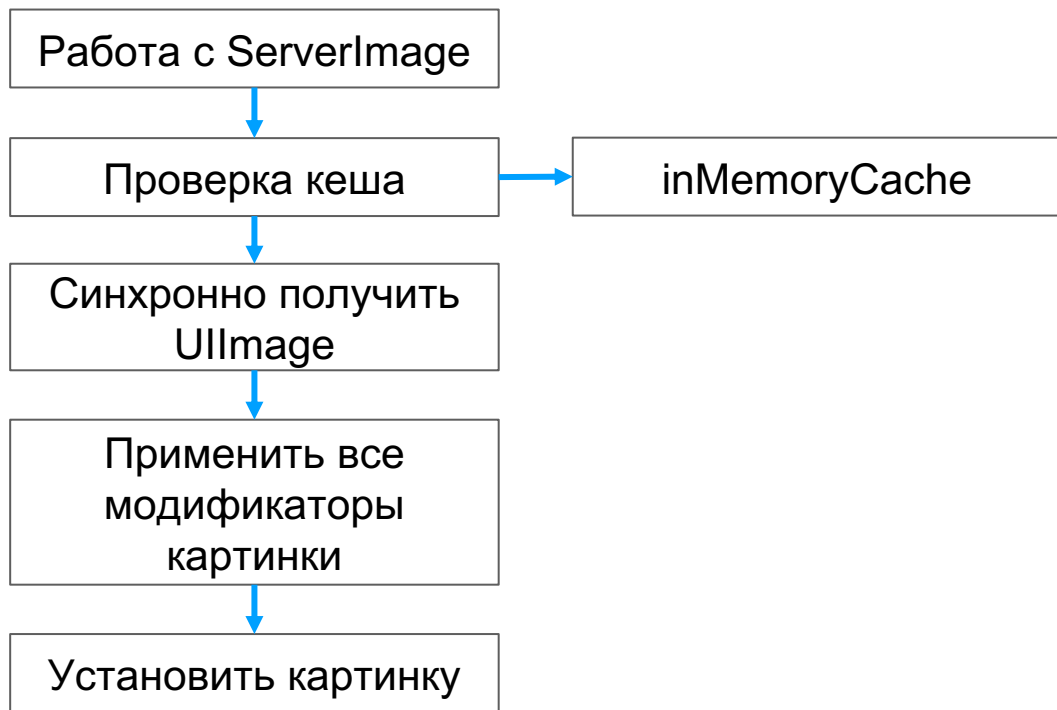 Работа с ServerImage
Проверка кеша
inMemoryCache
Синхронно получить
UIImage
Применить все
модификаторы
картинки
Установить картинку